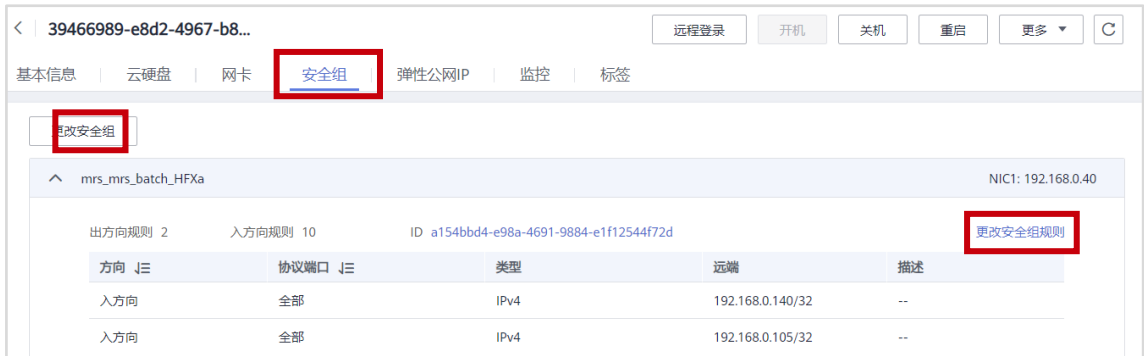 39466989-e8d2-4967-b8... 远程登录 开机 关机 重启 更多
基本信息 云硬盘 网卡 安全组 弹性公网IP 监控 标签
更改安全组
mrs_mrs_batch_HFXa NIC1: 192.168.0.40
出方向规则 2 入方向规则 10 ID a154bbd4-e98a-4691-9884-e1f12544f72d 更改安全组规则
方向 协议端口 类型 远端 描述
入方向 全部 IPv4 192.168.0.140/32 --
入方向 全部 IPv4 192.168.0.105/32 --